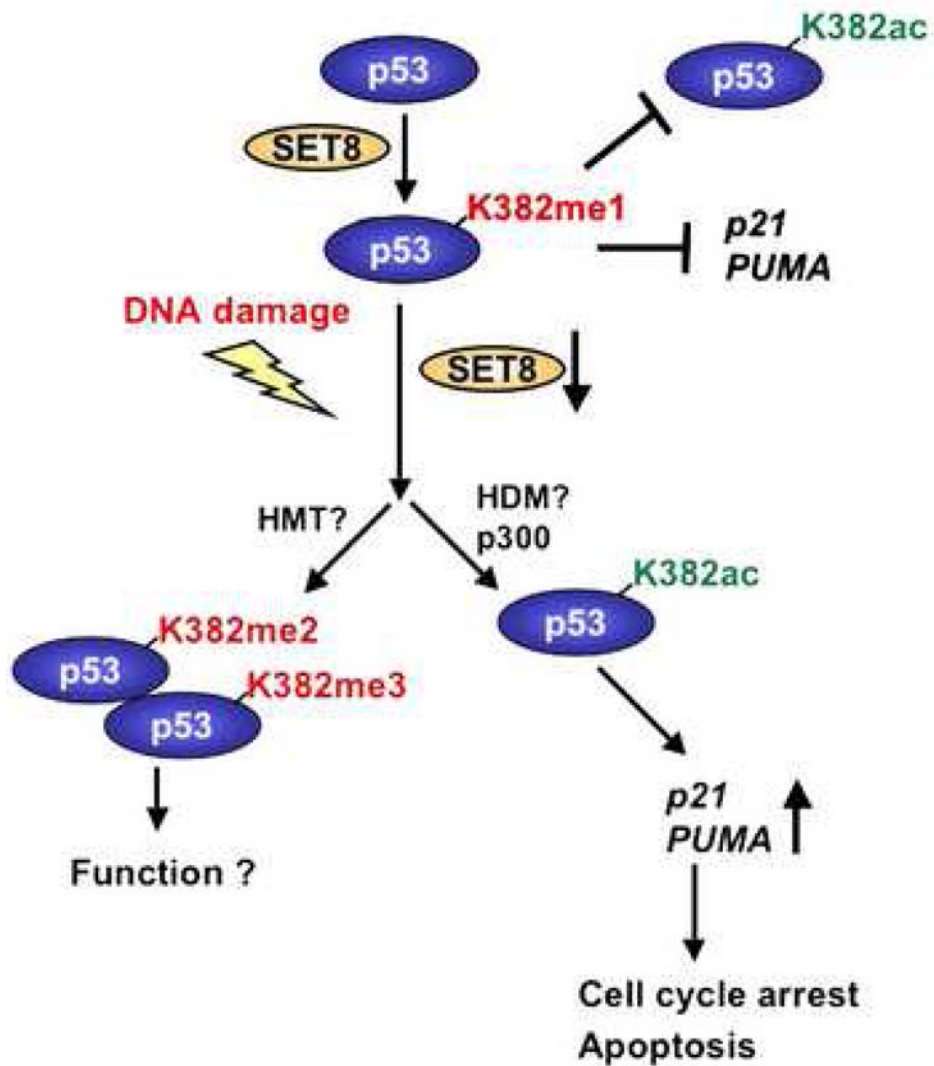 K382ac
p53
p53
SET8
K382me1
p53
p21
PUMA
DNA damage
SET8
HMT?
HDM?
p300
K382ac
p53
K382me2
p53
K382me3
p53
p21
PUMA
Function ?
Cell cycle arrest
Apoptosis